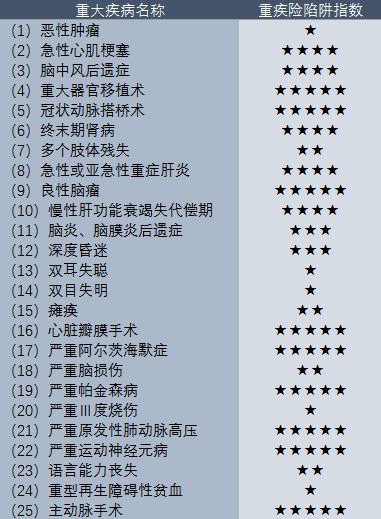 重大疾病名称 重疾险陷阱指数
(1) 恶性肿瘤 ★
(2) 急性心肌梗塞 ★★★★
(3) 脑中风后遗症 ★★★★
(4) 重大器官移植术 ★★★★★
(5) 冠状动脉搭桥术 ★★★★★
(6) 终末期肾病 ★★★★
(7) 多个肢体残失 ★★
(8) 急性或亚急性重症肝炎 ★★★★
(9) 良性脑瘤 ★★★★★
(10) 慢性肝功能衰竭失代偿期 ★★★★
(11) 脑炎、脑膜炎后遗症 ★★★
(12) 深度昏迷 ★★★
(13) 双耳失聪 ★
(14) 双目失明 ★
(15) 瘫痪 ★★
(16) 心脏瓣膜手术 ★★★★★
(17) 严重阿尔茨海默症 ★★★★★
(18) 严重脑损伤 ★★
(19) 严重帕金森病 ★★★★★
(20) 严重Ⅲ度烧伤 ★
(21) 严重原发性肺动脉高压 ★★★★★
(22) 严重运动神经元病 ★★★★★
(23) 语言能力丧失 ★★
(24) 重型再生障碍性贫血 ★
(25) 主动脉手术 ★★★★★